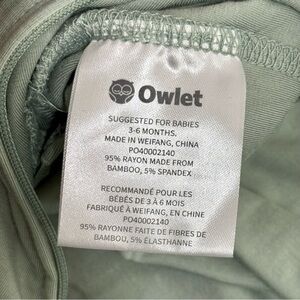 Owlet
SUGGESTED FOR BABIES
3-6 MONTHS.
MADE IN WEIFANG, CHINA
PO40002140
95% RAYON MADE FROM
BAMBOO, 5% SPANDEX
RECOMMANDÉ POUR LES
BÉBÉS DE 3 À 6 MOIS
FABRIQUÉ À WEIFANG, EN CHINE
PO40002140
95% RAYONNE FAITE DE FIBRES DE
BAMBOU, 5% ÉLASTHANNE